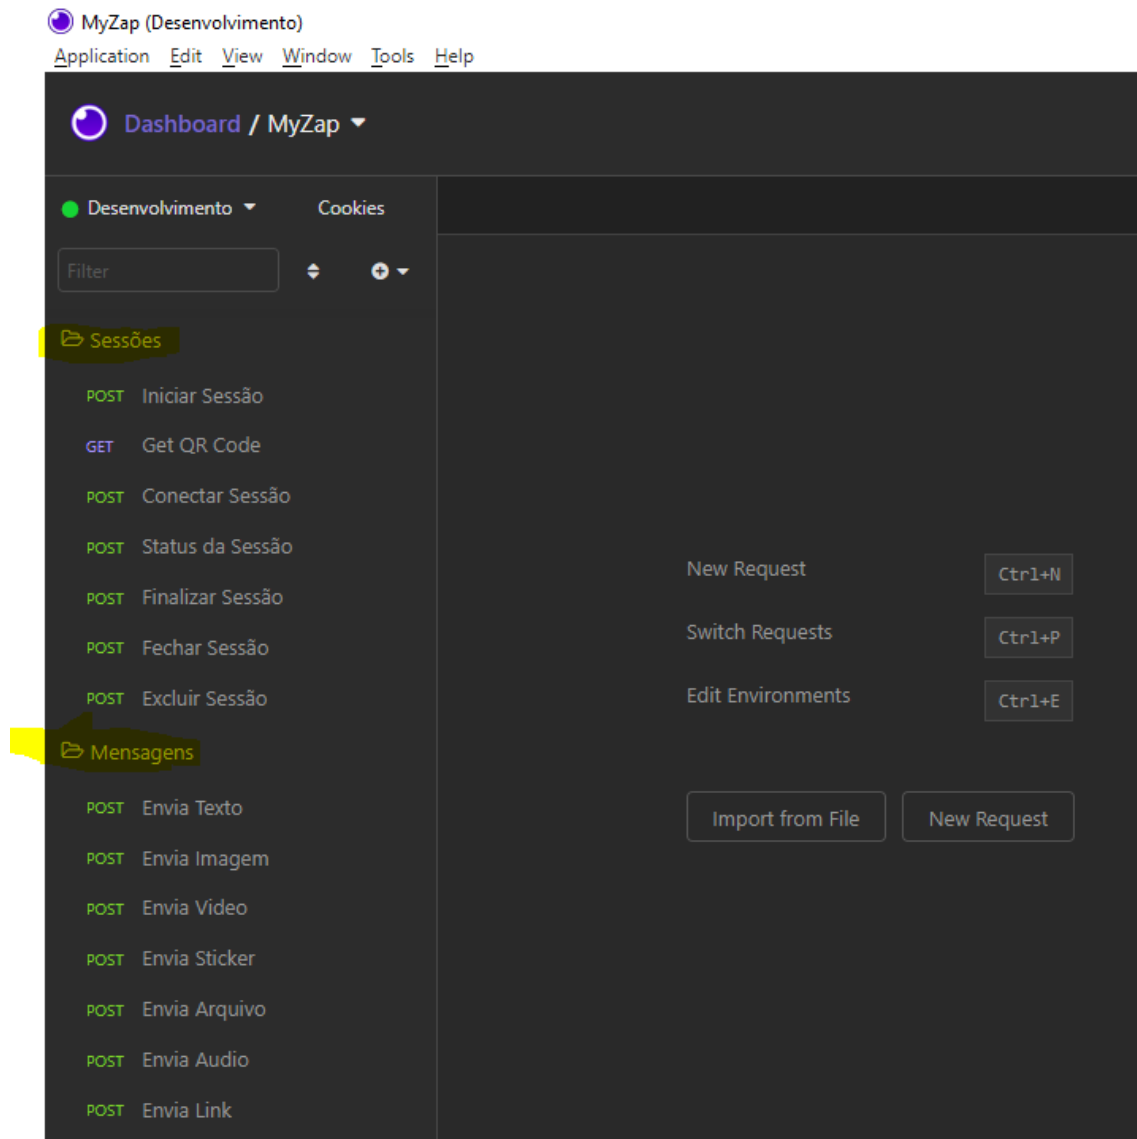 MyZap (Desenvolvimento)
Application Edit View Window Tools Help
Dashboard / MyZap
Desenvolvimento Cookies
Filter
Sessões
POST Iniciar Sessão
GET Get QR Code
POST Conectar Sessão
POST Status da Sessão
POST Finalizar Sessão
POST Fechar Sessão
POST Excluir Sessão
Mensagens
POST Envia Texto
POST Envia Imagem
POST Envia Video
POST Envia Sticker
POST Envia Arquivo
POST Envia Audio
POST Envia Link
New Request Ctrl+N
Switch Requests Ctrl+P
Edit Environments Ctrl+E
Import from File New Request